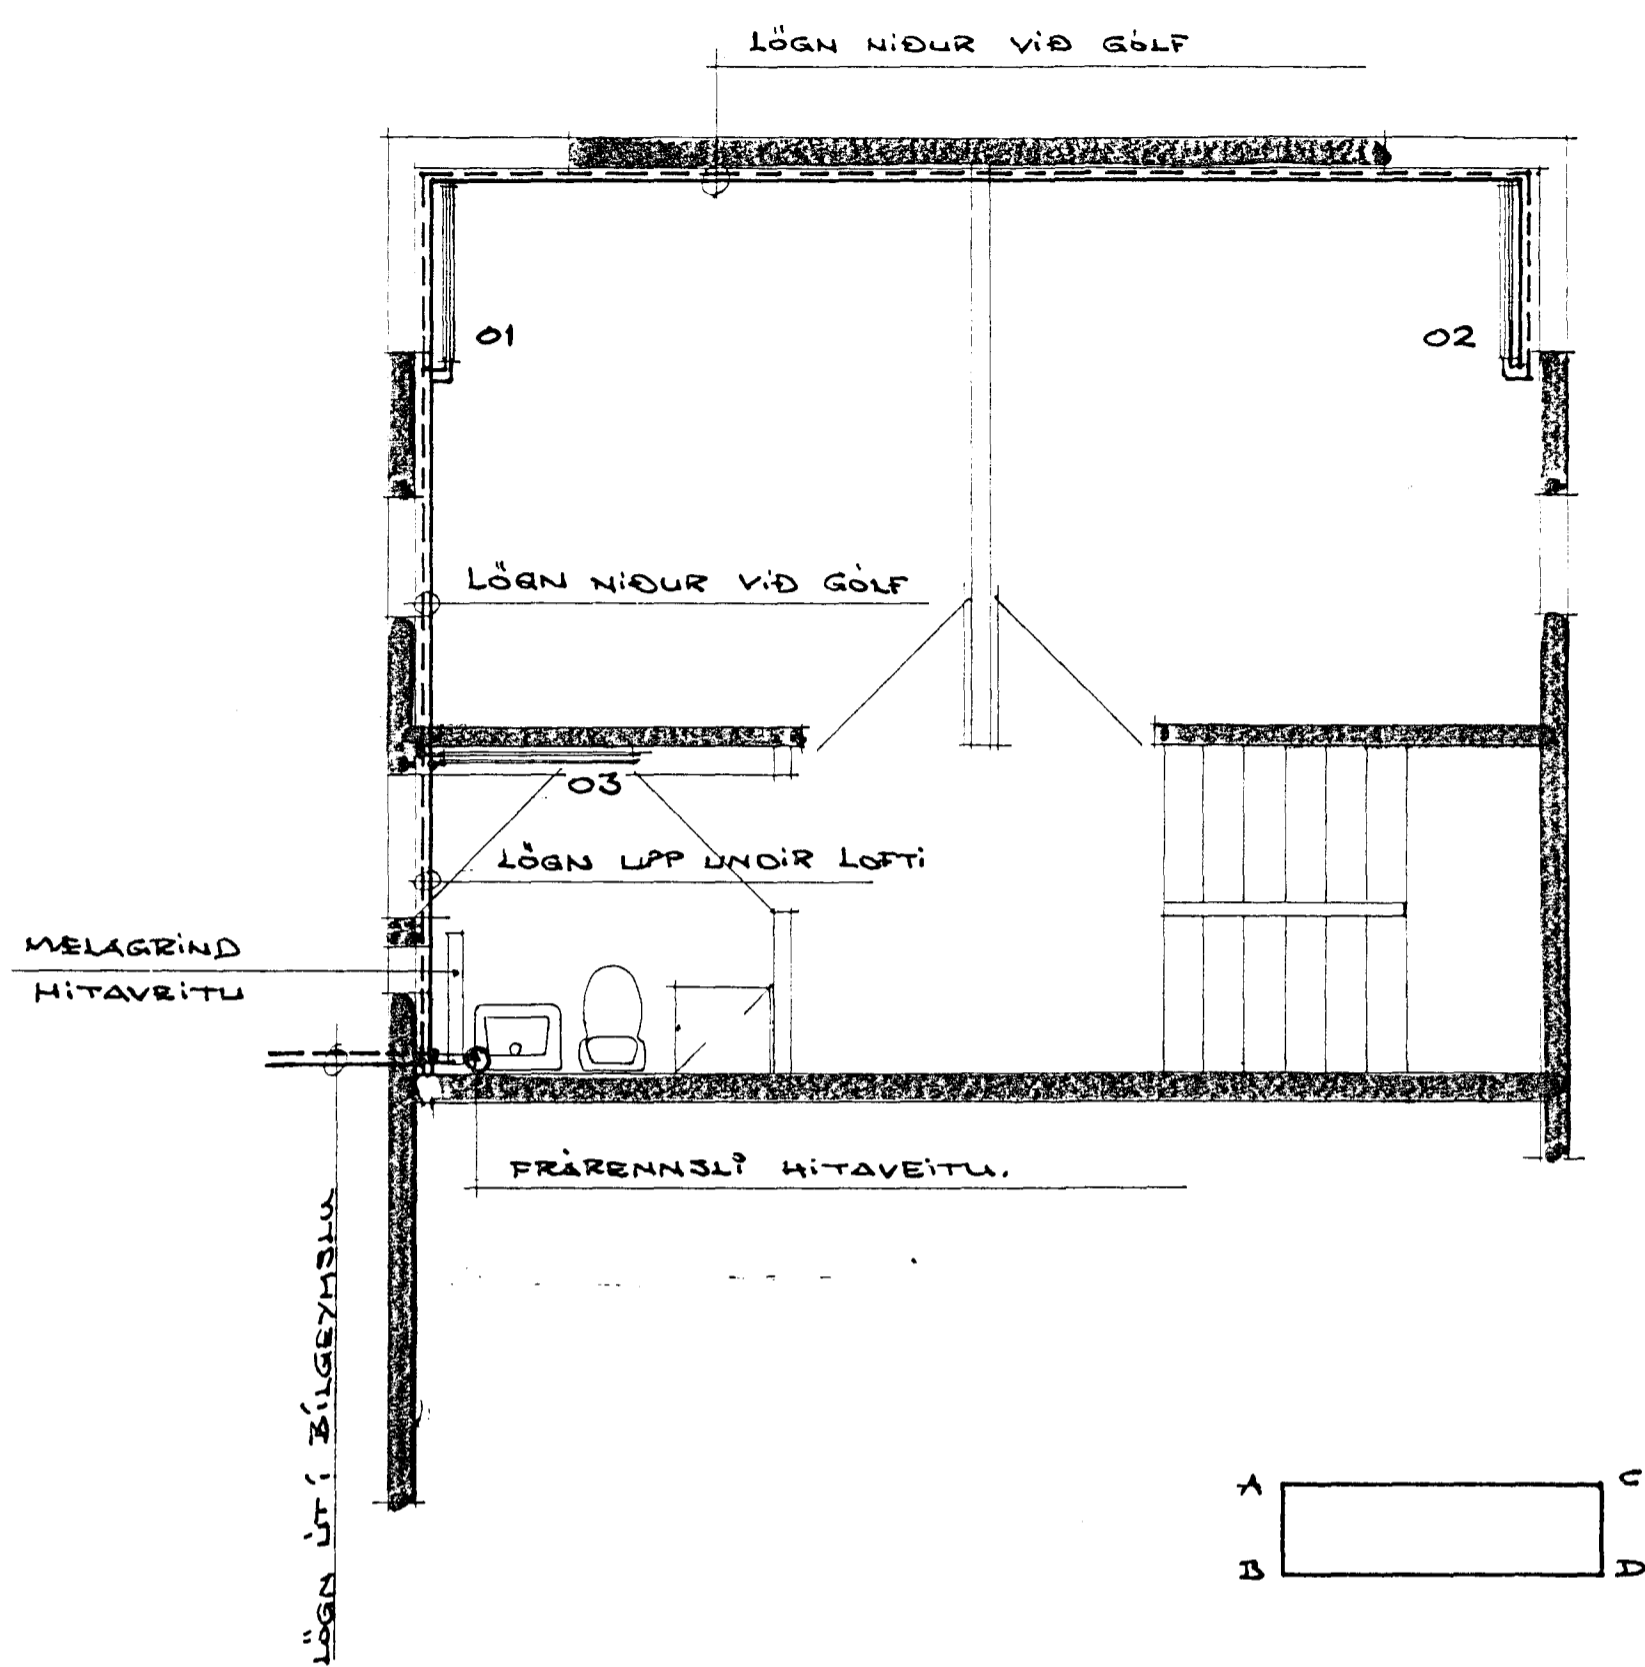 LÖGN NIÐUR VIÐ GÓLF
01
02
LÖGN NIÐUR VIÐ GÓLF
03
LÖGN UPP UNDIR LOFTI
MÆLAGRIND
HITAVEITU
FRÁRENNSLI HITAVEITU.
LÖGN ÚT Í BÍLGEYMSLU
A C
B D